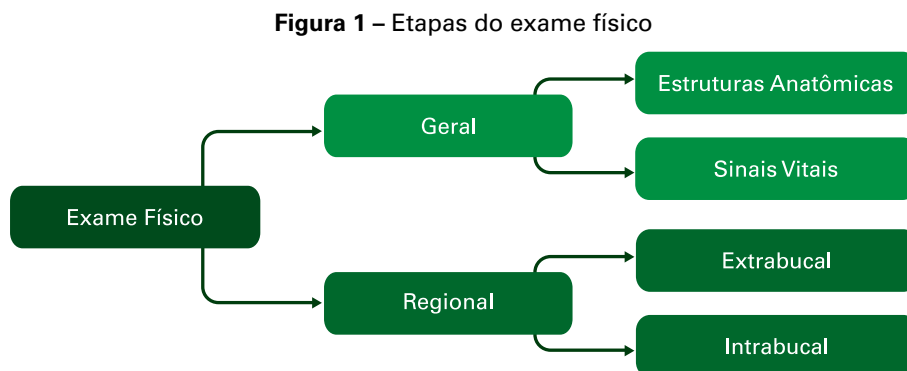 Figura 1 – Etapas do exame físico
Estruturas Anatômicas
Geral
Sinais Vitais
Exame Físico
Extrabucal
Regional
Intrabucal